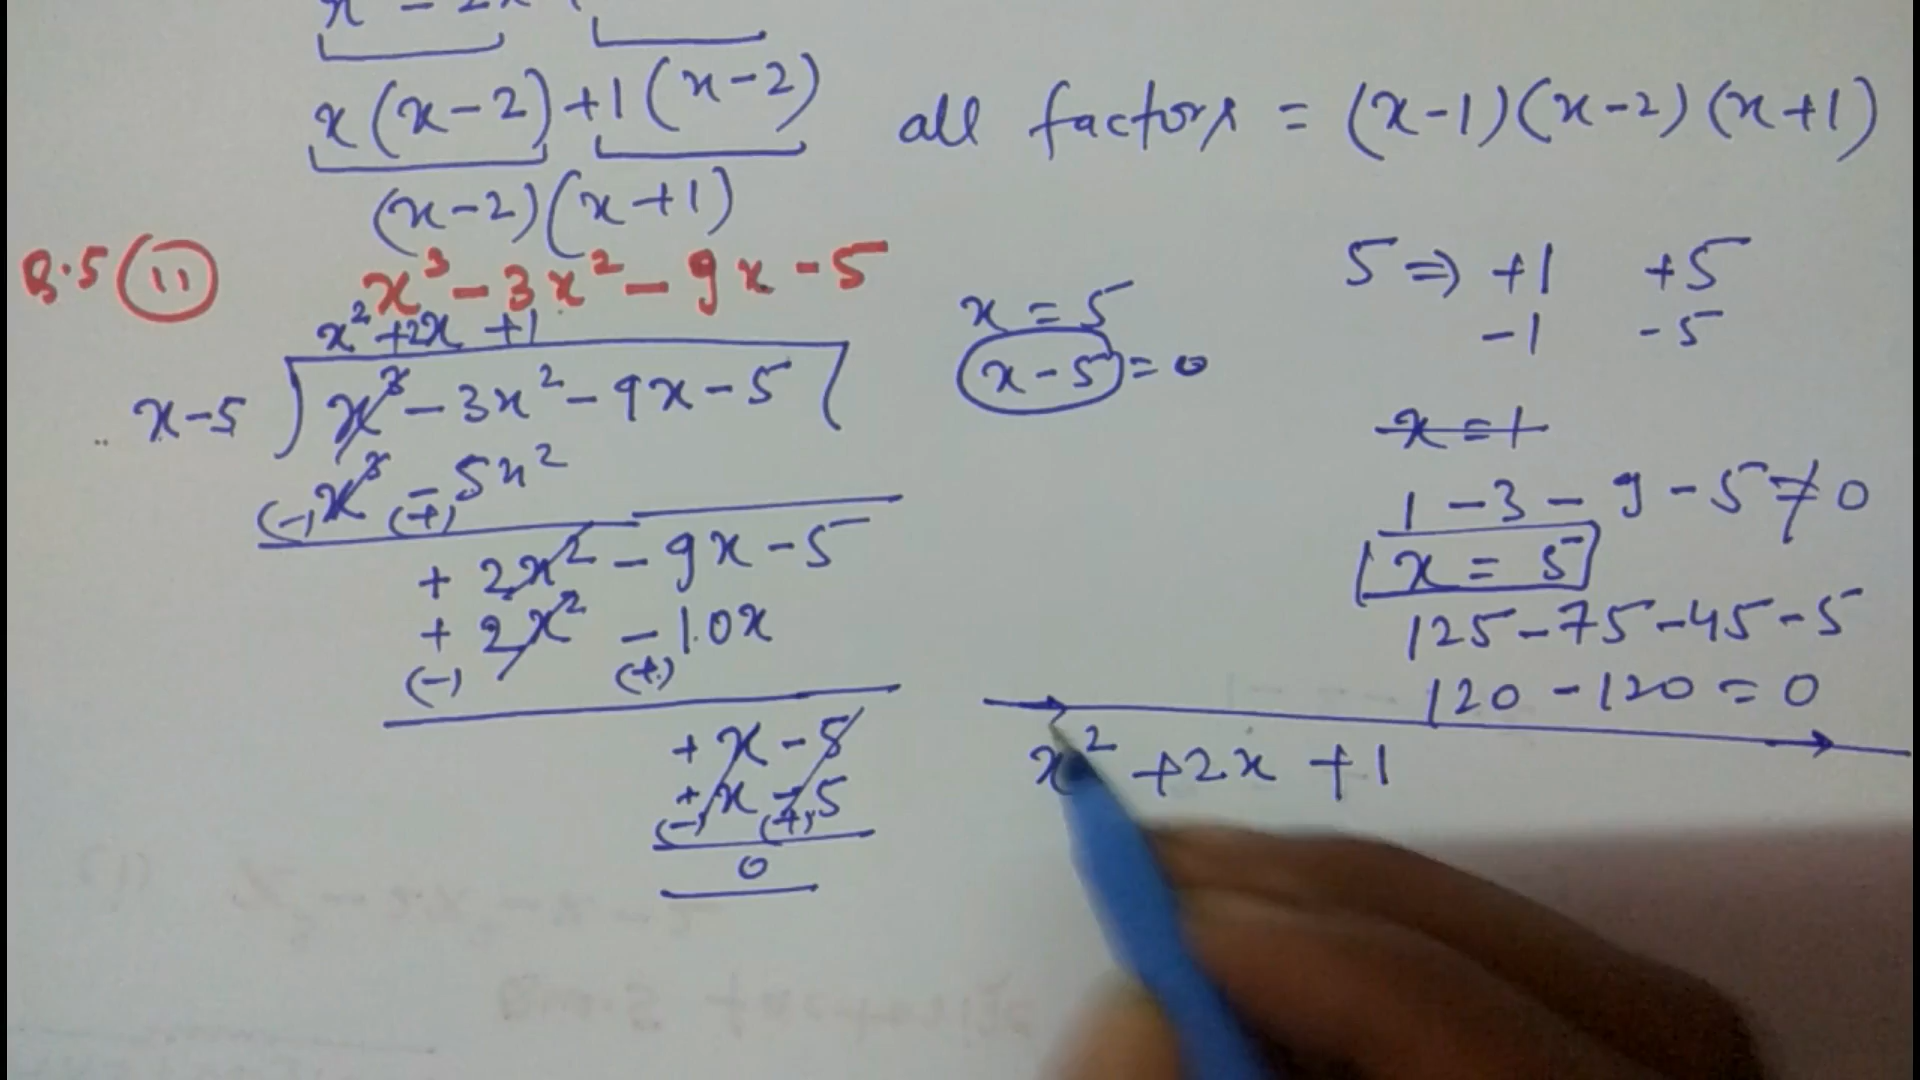 x(x-2)+1(x-2)
(x-2)(x+1)
all factors = (x-1)(x-2)(x+1)
Q.5 (11) x³ - 3x² - 9x - 5
x² +2x +1
x-5 ) x³ - 3x² - 9x - 5 (
x³ - 5x²
(-) (+)
+ 2x² - 9x - 5
+ 2x² - 10x
(-) (+)
+ x - 5
+ x - 5
(-) (+)
0
x = 5
(x - 5) = 0
5 ⇒ +1 +5
-1 -5
x = 1
1 - 3 - 9 - 5 ≠ 0
x = 5
125 - 75 - 45 - 5
120 - 120 = 0
x² + 2x + 1